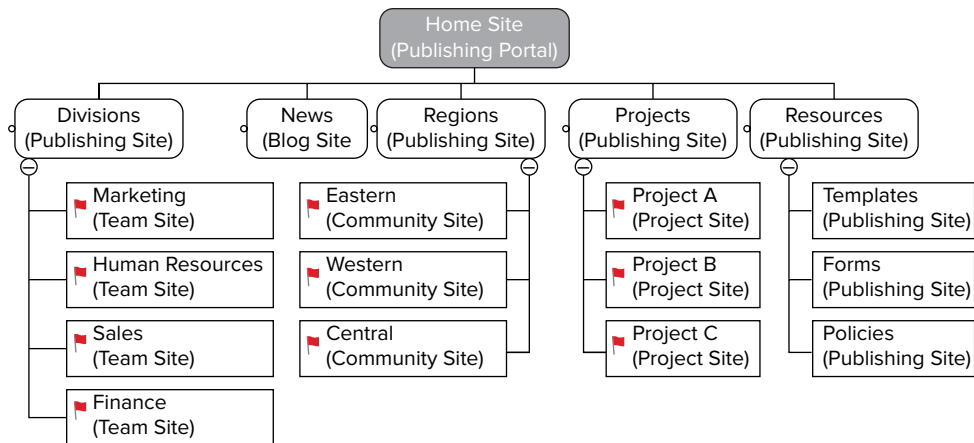 Home Site
(Publishing Portal)
Divisions
(Publishing Site)
News
(Blog Site
Regions
(Publishing Site)
Projects
(Publishing Site)
Resources
(Publishing Site)
Marketing
(Team Site)
Human Resources
(Team Site)
Sales
(Team Site)
Finance
(Team Site)
Eastern
(Community Site)
Western
(Community Site)
Central
(Community Site)
Project A
(Project Site)
Project B
(Project Site)
Project C
(Project Site)
Templates
(Publishing Site)
Forms
(Publishing Site)
Policies
(Publishing Site)